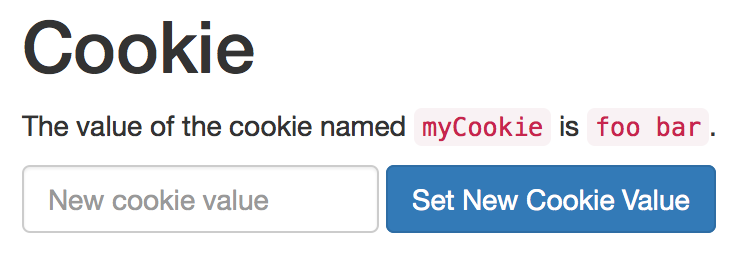 Cookie
The value of the cookie named myCookie is foo bar.
New cookie value Set New Cookie Value